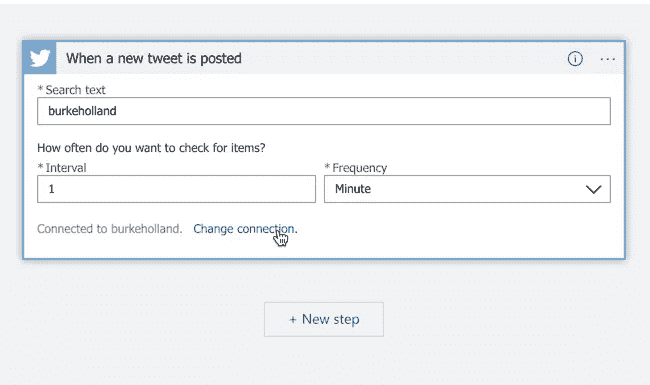 When a new tweet is posted
* Search text
burkeholland
How often do you want to check for items?
* Interval
* Frequency
1
Minute
Connected to burkeholland. Change connection.
+ New step